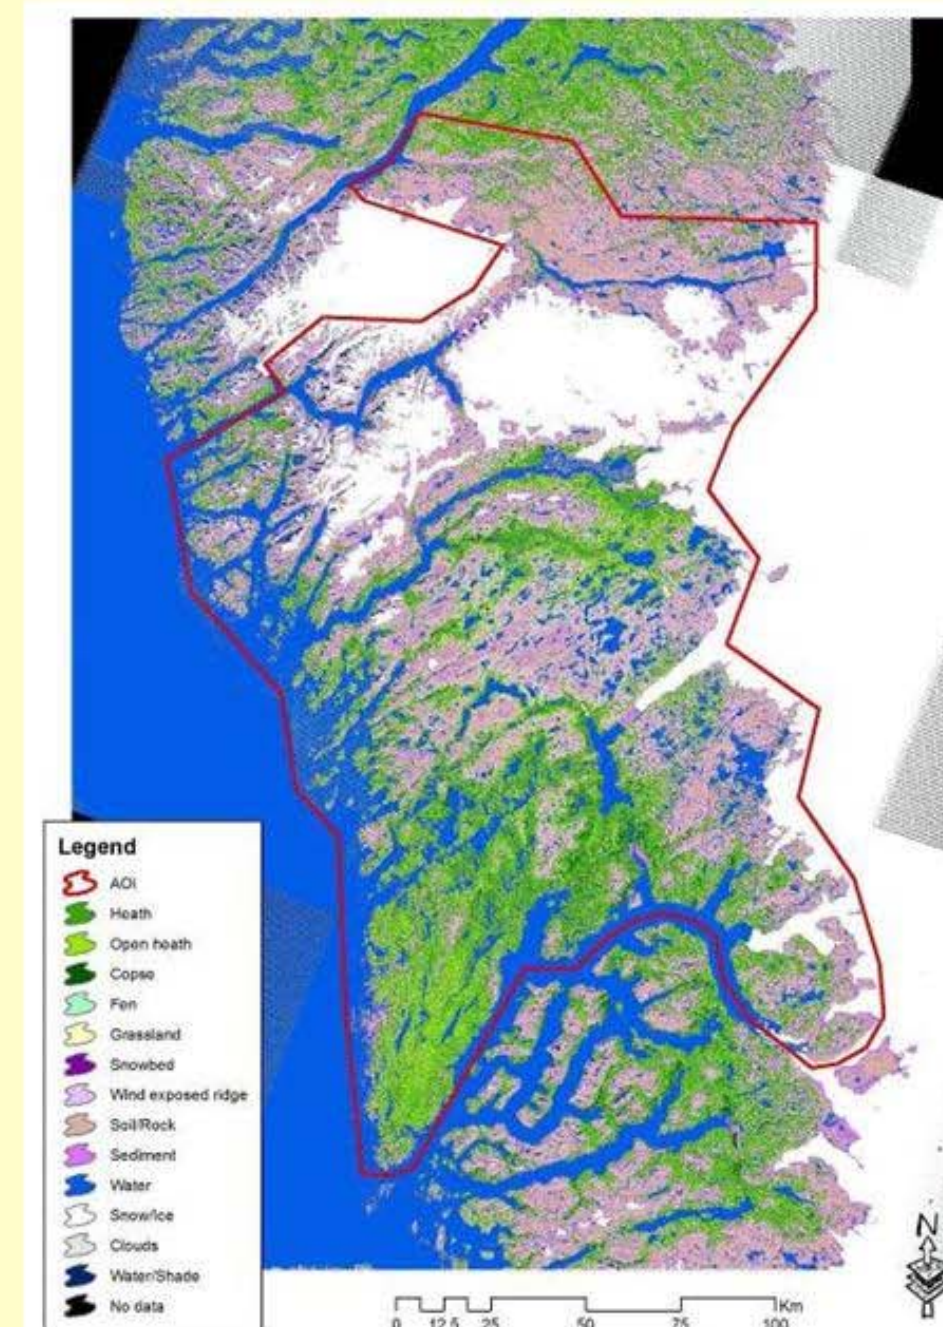 Legend
AOI
Heath
Open heath
Copse
Fen
Grassland
Snowbed
Wind exposed ridge
Soil/Rock
Sediment
Water
Snow/Ice
Clouds
Water/Shade
No data
N
Km
0 12.5 25 50 75 100